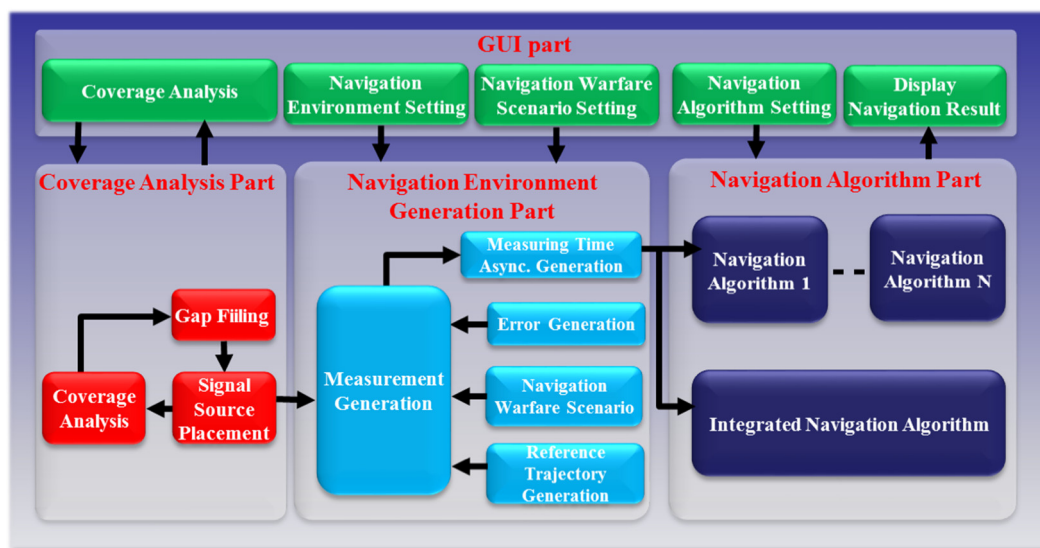 GUI part
Coverage Analysis
Navigation
Environment Setting
Navigation Warfare
Scenario Setting
Navigation
Algorithm Setting
Display
Navigation Result
Coverage Analysis Part
Gap Fiiling
Coverage
Analysis
Signal
Source
Placement
Navigation Environment
Generation Part
Measuring Time
Async. Generation
Measurement
Generation
Error Generation
Navigation
Warfare Scenario
Reference
Trajectory
Generation
Navigation Algorithm Part
Navigation
Algorithm 1
Navigation
Algorithm N
Integrated Navigation Algorithm